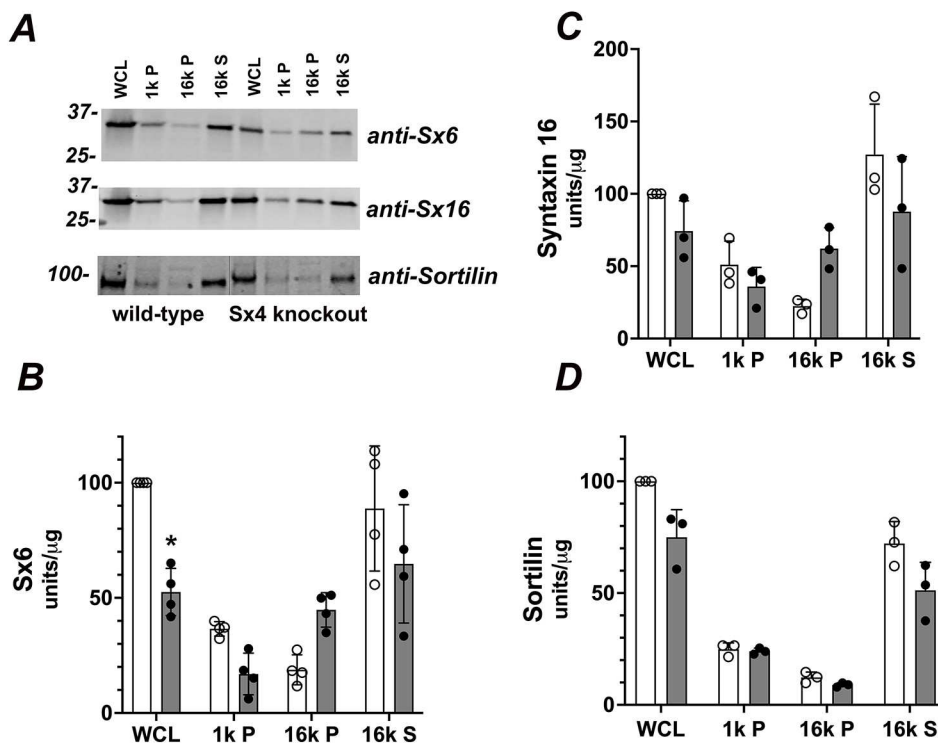 A
WCL 1k P 16k P 16k S WCL 1k P 16k P 16k S
37-
25-
anti-Sx6
37-
25-
anti-Sx16
100-
anti-Sortilin
wild-type Sx4 knockout
B
Sx6
units/µg
100
50
0
*
WCL 1k P 16k P 16k S
C
Syntaxin 16
units/µg
200
150
100
50
0
WCL 1k P 16k P 16k S
D
Sortilin
units/µg
100
50
0
WCL 1k P 16k P 16k S